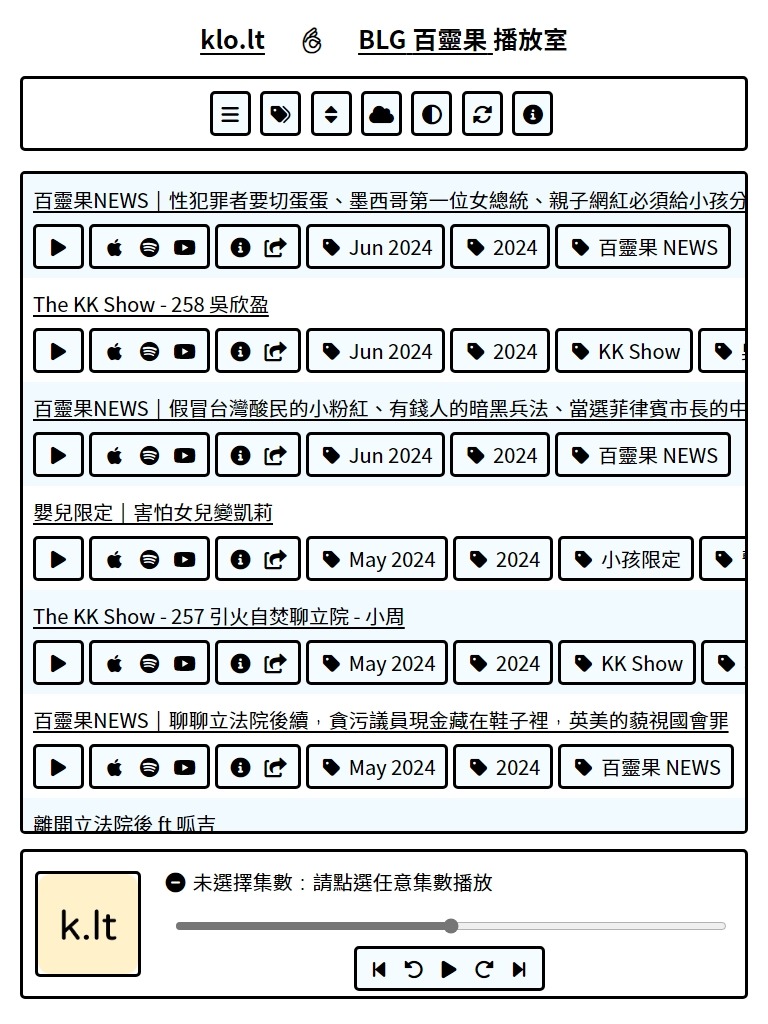 klo.lt BLG 百靈果 播放室
百靈果NEWS｜性犯罪者要切蛋蛋、墨西哥第一位女總統、親子網紅必須給小孩分
Jun 2024 2024 百靈果 NEWS
The KK Show - 258 吳欣盈
Jun 2024 2024 KK Show
百靈果NEWS｜假冒台灣酸民的小粉紅、有錢人的暗黑兵法、當選菲律賓市長的中
Jun 2024 2024 百靈果 NEWS
嬰兒限定｜害怕女兒變凱莉
May 2024 2024 小孩限定
The KK Show - 257 引火自焚聊立院 - 小周
May 2024 2024 KK Show
百靈果NEWS｜聊聊立法院後續，貪污議員現金藏在鞋子裡，英美的藐視國會罪
May 2024 2024 百靈果 NEWS
離開立法院後 ft 呱吉
k.lt
未選擇集數：請點選任意集數播放